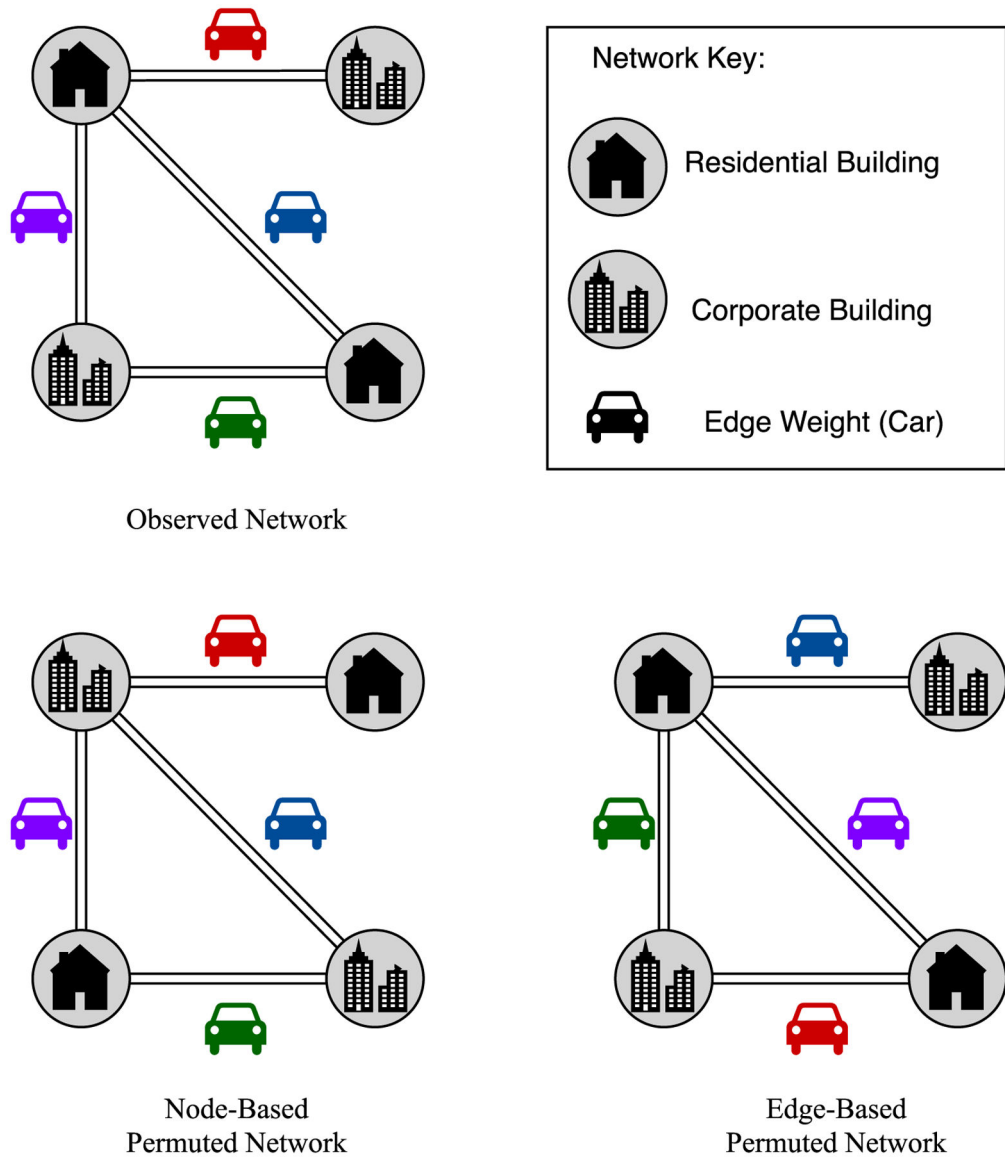 Network Key:
Residential Building
Corporate Building
Edge Weight (Car)
Observed Network
Node-Based
Permuted Network
Edge-Based
Permuted Network